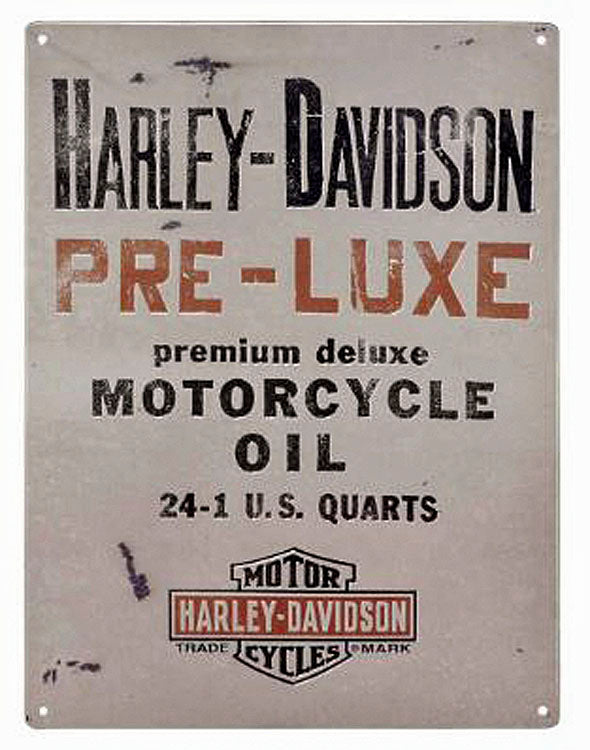 HARLEY-DAVIDSON
PRE-LUXE
premium deluxe
MOTORCYCLE
OIL
24-1 U.S. QUARTS
MOTOR
HARLEY-DAVIDSON
TRADE ®MARK
CYCLES